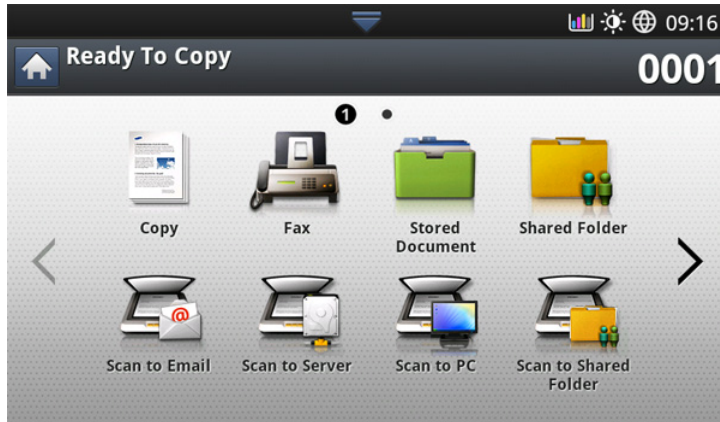 09:16
Ready To Copy
0001
1
Copy
Fax
Stored
Document
Shared Folder
@
Scan to Email
Scan to Server
Scan to PC
Scan to Shared
Folder